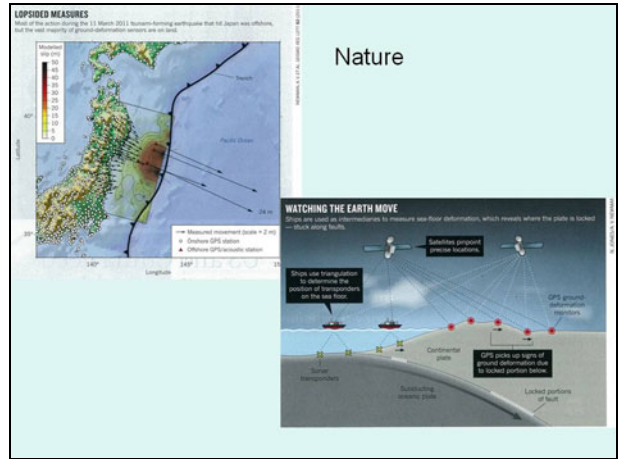 LOPSIDED MEASURES
Most of the action during the 11 March 2011 tsunami-forming earthquake that hit Japan was offshore,
but the vast majority of ground-deformation sensors are on land.
Modelled
slip (m)
50
45
40
35
30
25
20
15
10
5
0
Trench
40°
Pacific Ocean
Latitude
24 m
35°
Measured movement (scale = 2 m)
Onshore GPS station
Offshore GPS/acoustic station
140°
145°
Longitude
Nature
WATCHING THE EARTH MOVE
Ships are used as intermediaries to measure sea-floor deformation, which reveals where the plate is locked
— stuck along faults.
Satellites pinpoint
precise locations.
Ships use triangulation
to determine the
position of transponders
on the sea floor.
GPS ground-
deformation
monitors
Continental
plate
GPS picks up signs of
ground deformation due
to locked portion below.
Sonar
transponders
Subducting
oceanic plate
Locked portions
of fault